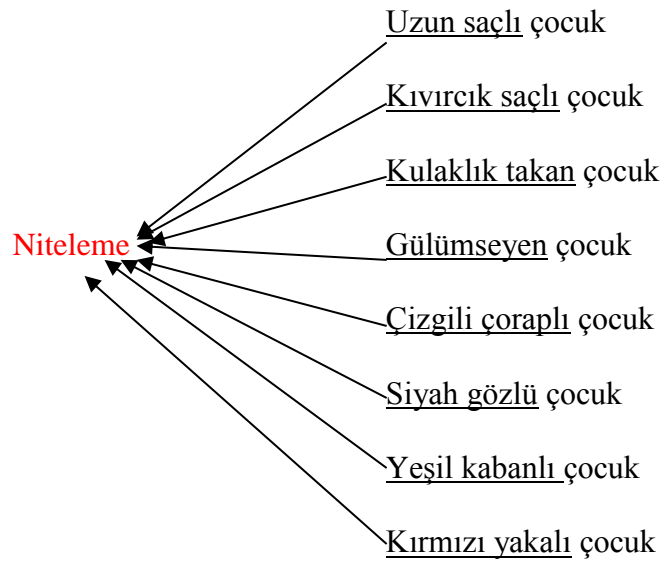 Uzun saçlı çocuk
Kıvırcık saçlı çocuk
Kulaklık takan çocuk
Niteleme
Gülümseyen çocuk
Çizgili çoraplı çocuk
Siyah gözlü çocuk
Yeşil kabanlı çocuk
Kırmızı yakalı çocuk